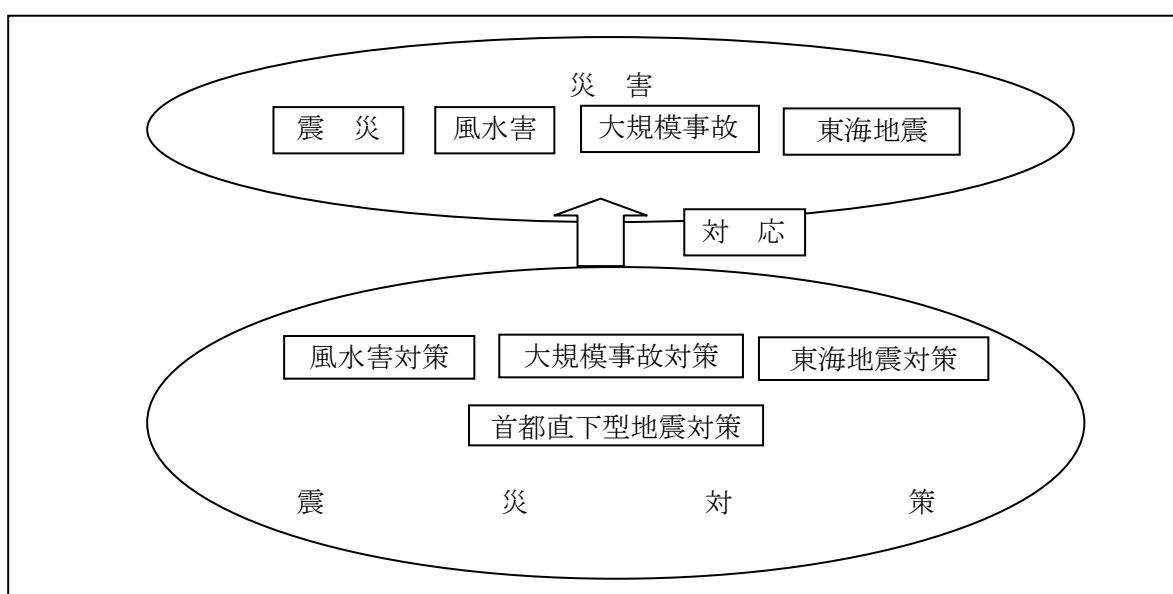 災　害
震　災　風水害　大規模事故　東海地震
対　応
風水害対策　大規模事故対策　東海地震対策
首都直下型地震対策
震　災　対　策